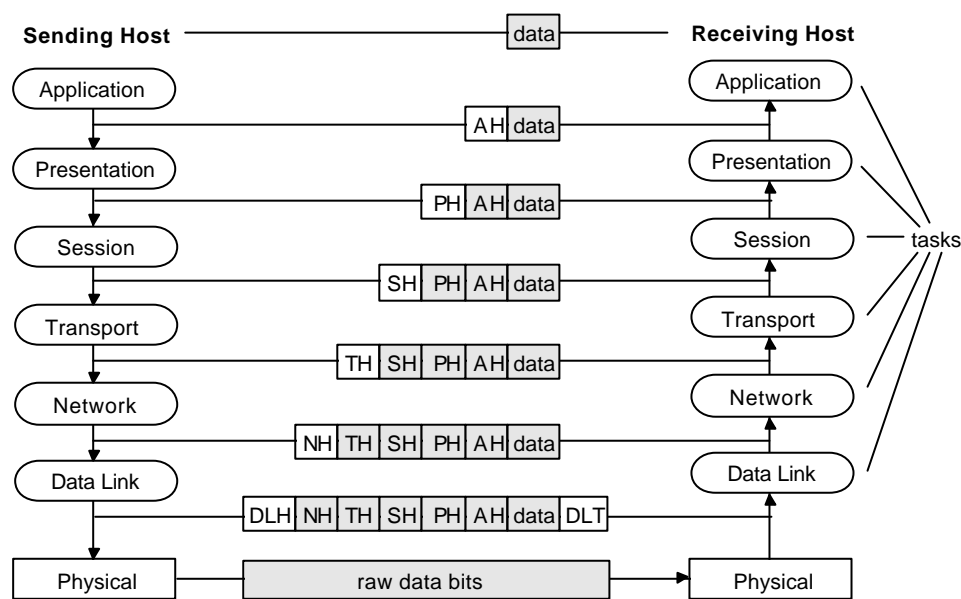 Sending Host data Receiving Host
Application Application
AH data
Presentation Presentation
PH AH data
Session Session tasks
SH PH AH data
Transport Transport
TH SH PH AH data
Network Network
NH TH SH PH AH data
Data Link Data Link
DLH NH TH SH PH AH data DLT
Physical raw data bits Physical